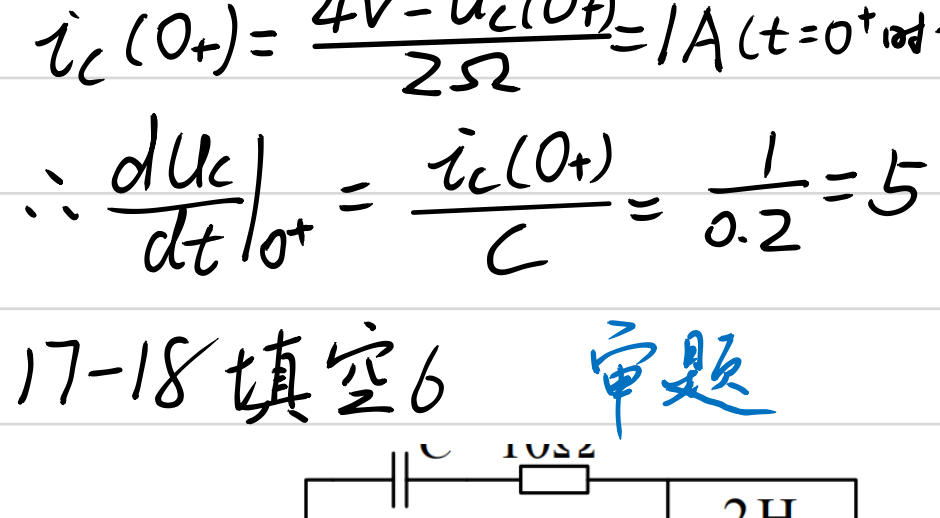 i_c(0+) = (4V - u_c(0+)) / 2Ω = 1A (t=0⁺时
∴ du_c/dt|0⁺ = i_c(0+)/C = 1/0.2 = 5
17-18 填空6 审题
C 10Ω
2H